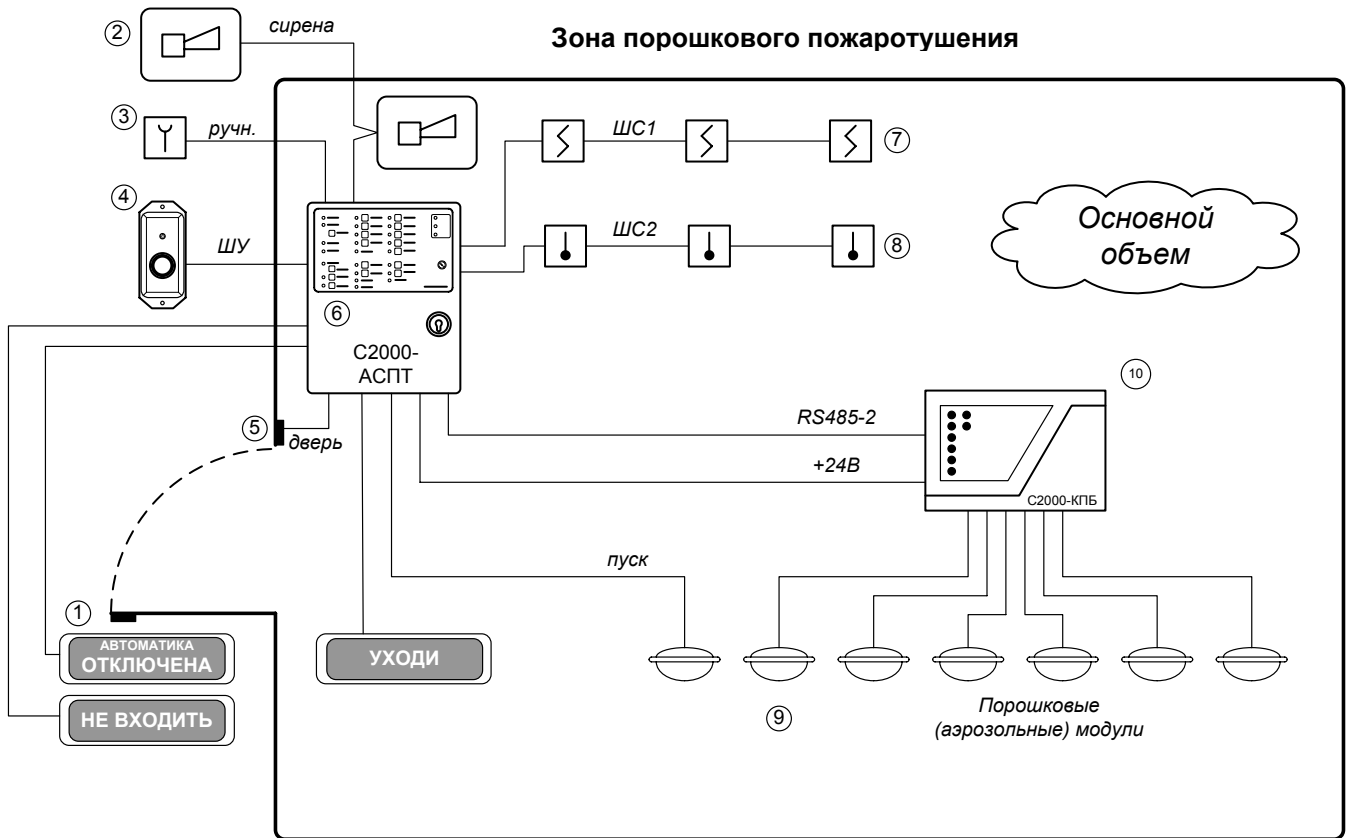 Зона порошкового пожаротушения
2
сирена
3
ручн.
ШС1
7
4
ШУ
ШС2
8
Основной
объем
6
С2000-
АСПТ
10
5
дверь
RS485-2
+24В
С2000-КПБ
пуск
1
АВТОМАТИКА
ОТКЛЮЧЕНА
УХОДИ
НЕ ВХОДИТЬ
9
Порошковые
(аэрозольные) модули